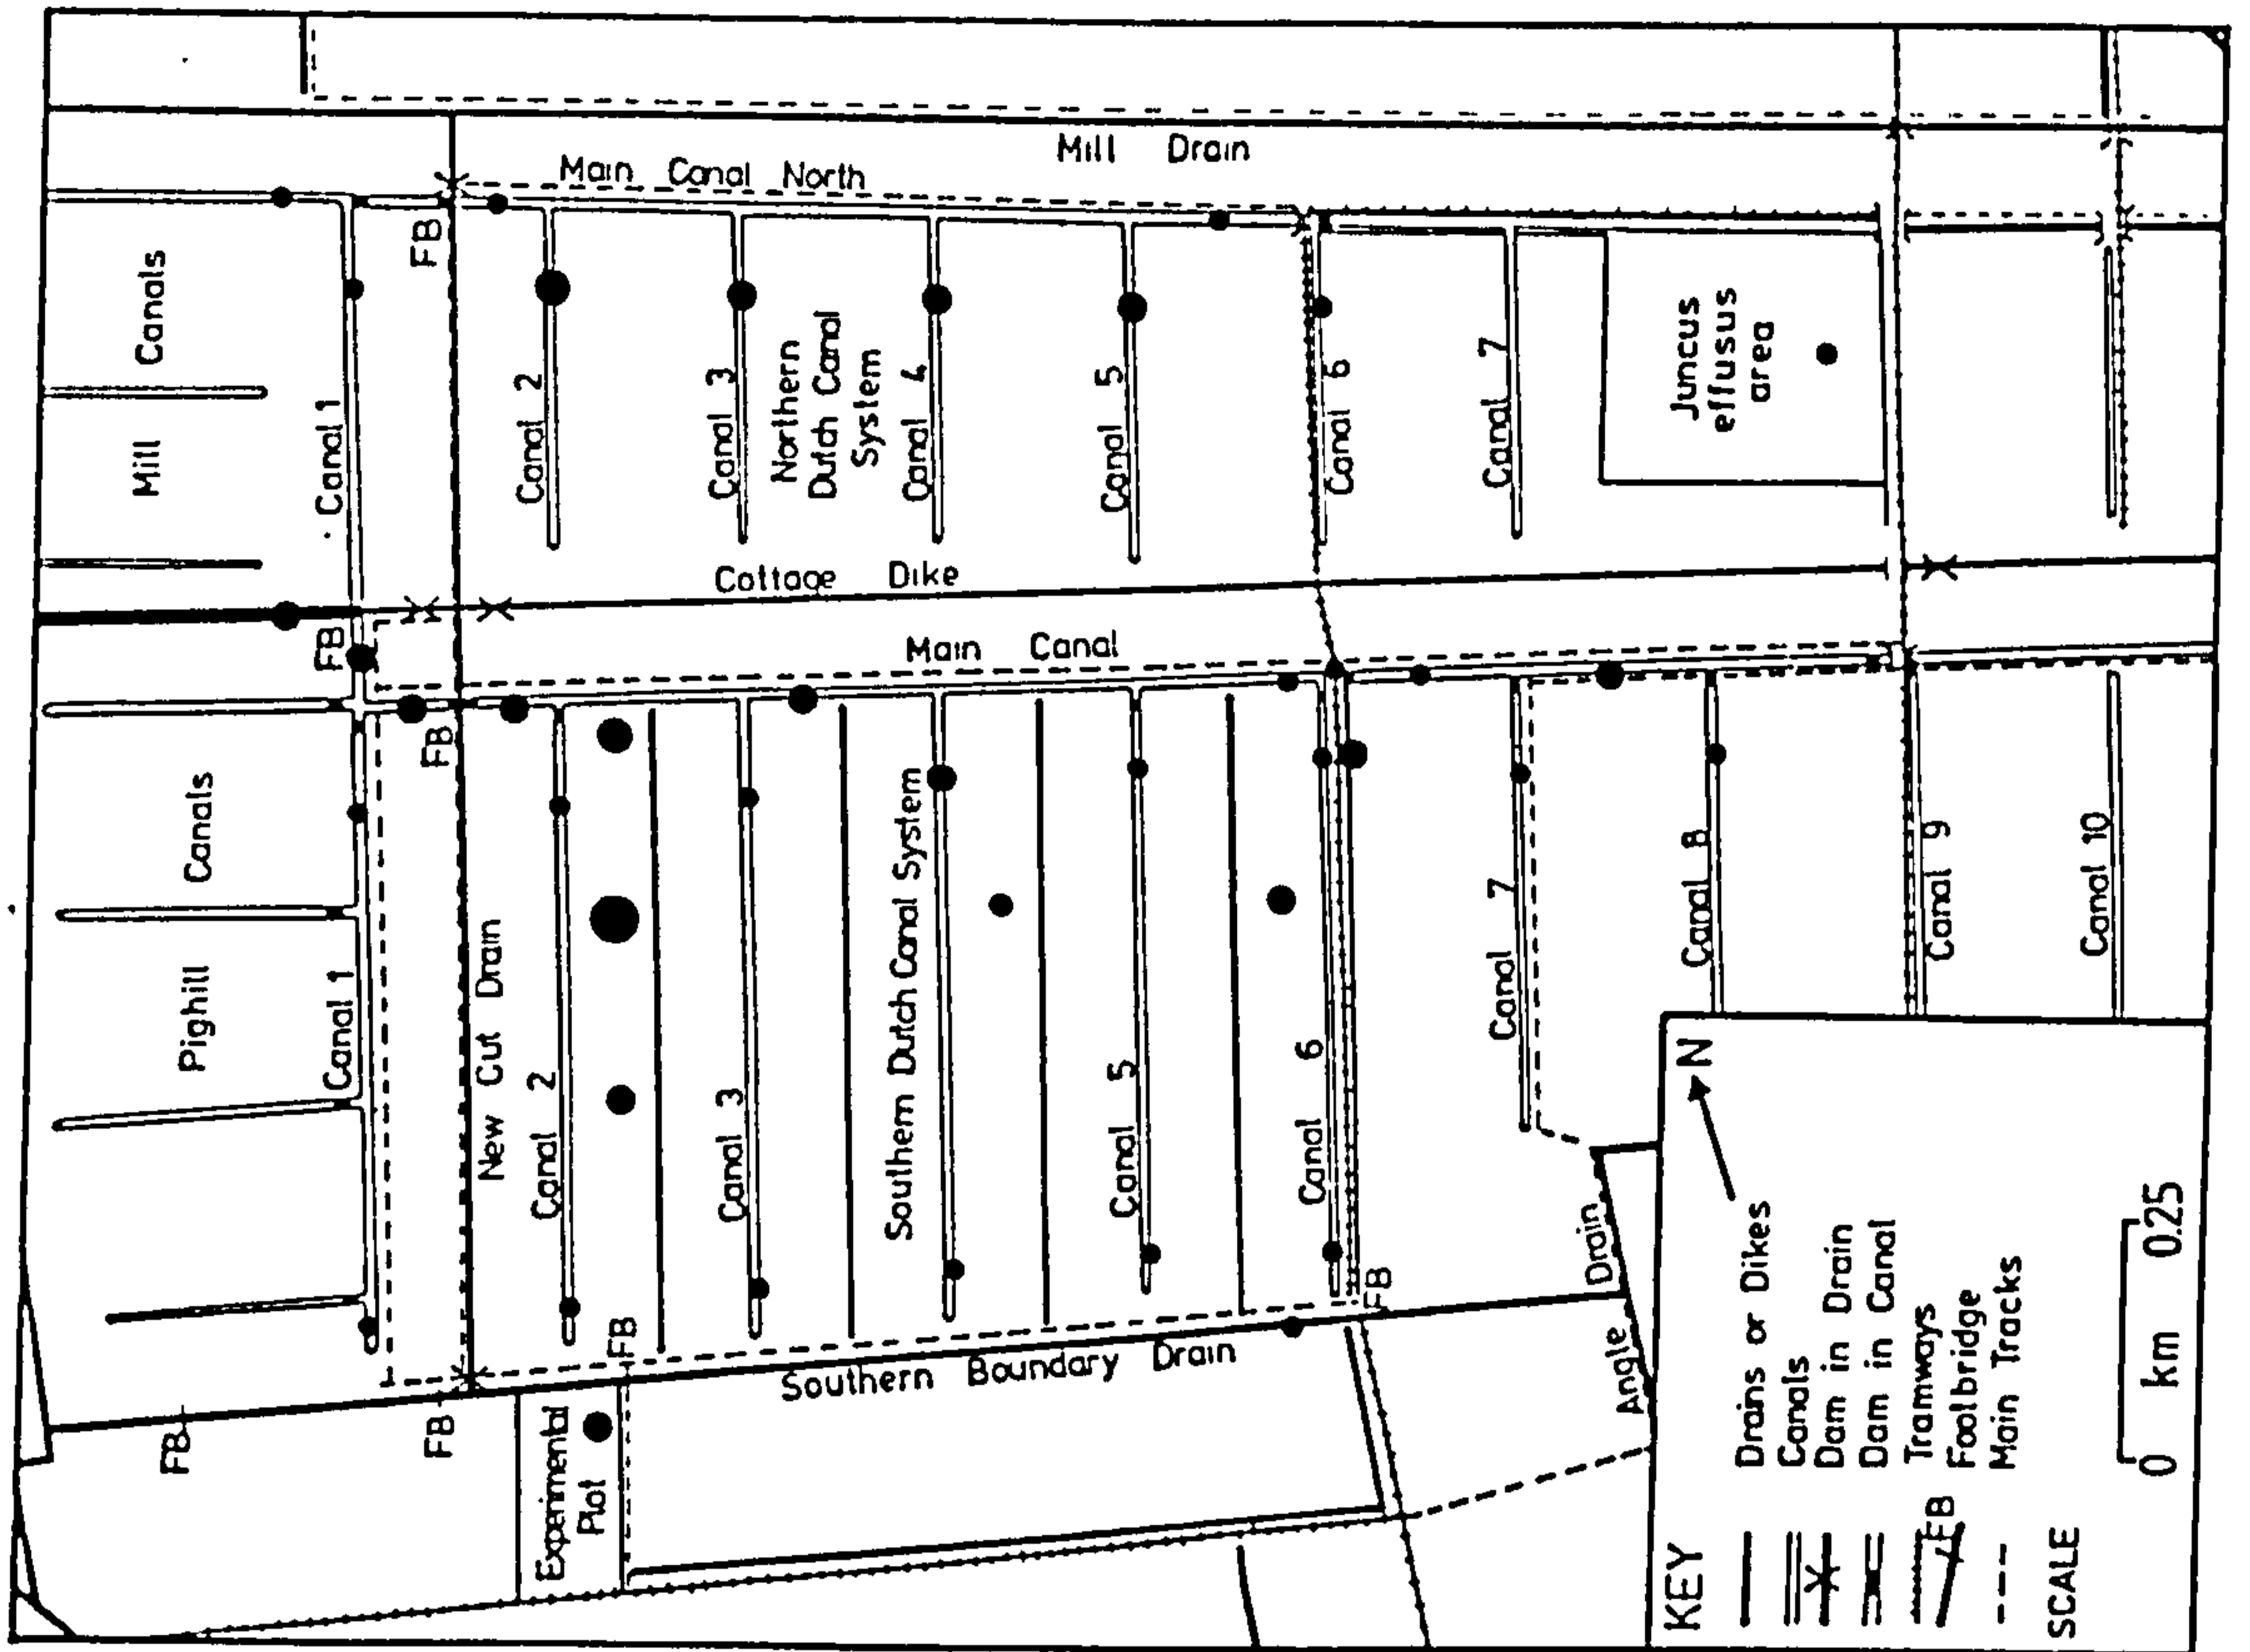 Mill Drain
Main Canal North
FB
Mill Canals
Canal 1
Canal 2
Canal 3
Northern
Dutch Canal
System
Canal 4
Canal 5
Canal 6
Canal 7
Juncus
effusus
area
Cottage Dike
FB
Main Canal
FB
Pighill Canals
Canal 1
New Cut Drain
Canal 2
Canal 3
Southern Dutch Canal System
Canal 5
Canal 6
Canal 7
Canal 8
Canal 9
Canal 10
FB
FB
Southern Boundary Drain
FB
FB
Angle Drain
Experimental
Plot
N
KEY
Drains or Dikes
Canals
Dam in Drain
Dam in Canal
Tramways
FB Footbridge
Main Tracks
SCALE
0 km 0.25